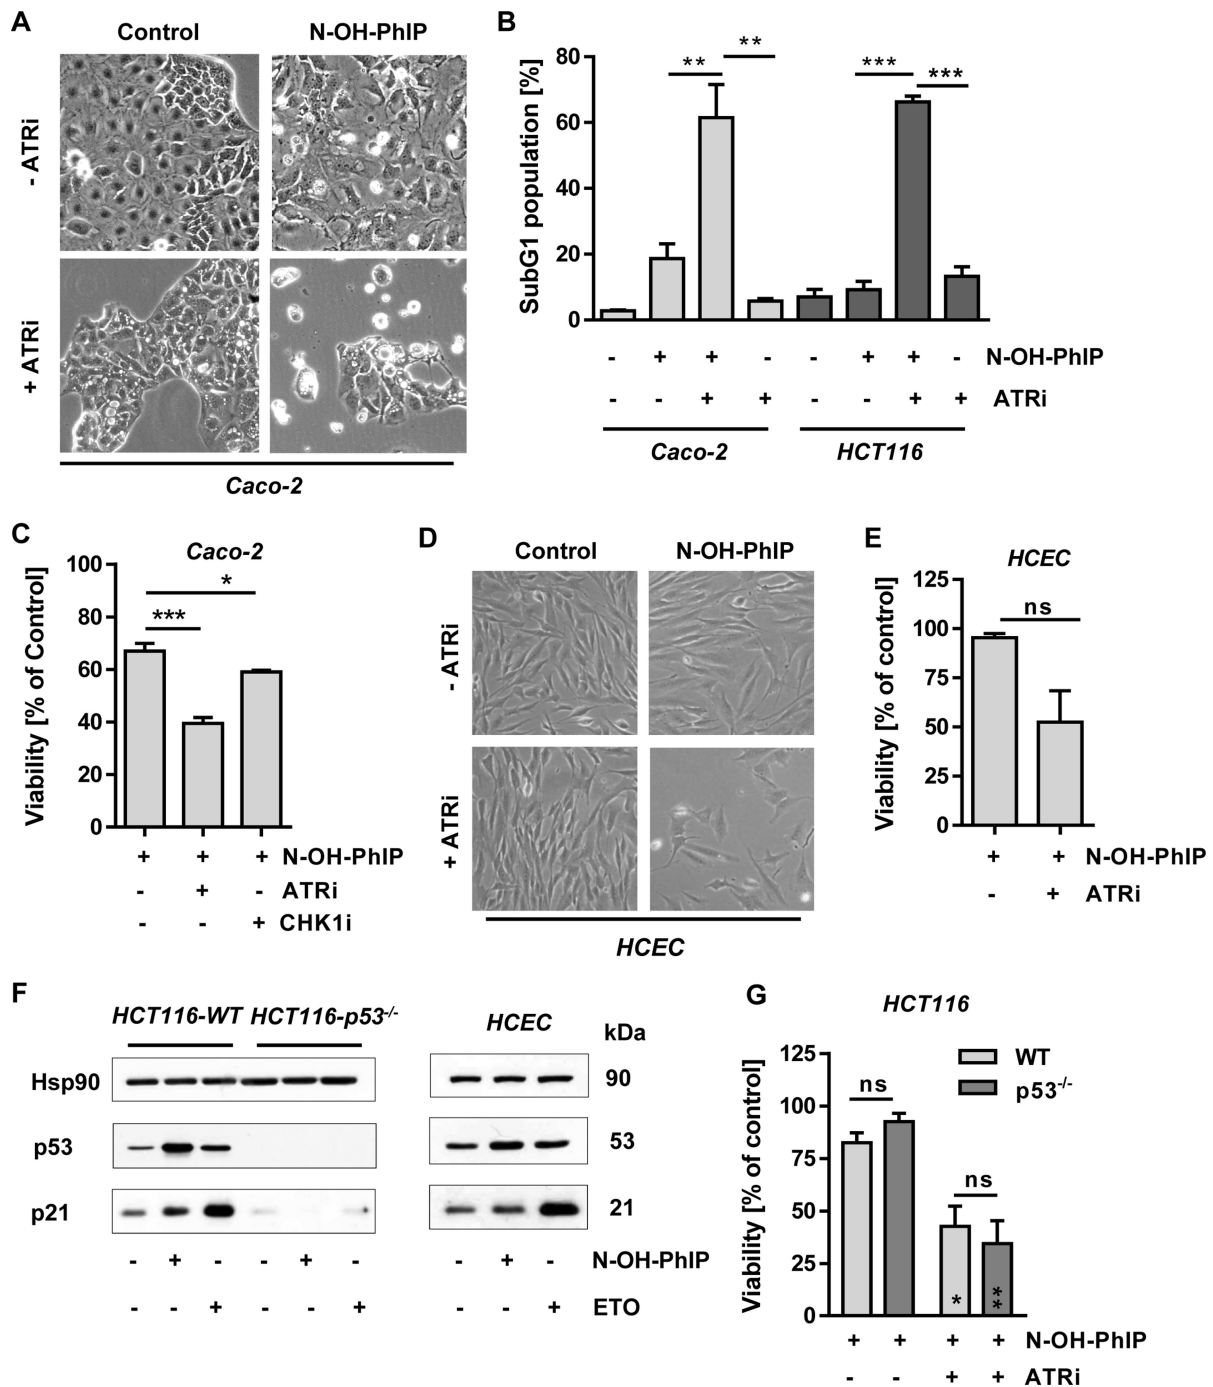 A
Control N-OH-PhIP
- ATRi
+ ATRi
Caco-2
B
SubG1 population [%]
80
60
40
20
0
** ** *** ***
- + + - - + + - N-OH-PhIP
- - + + - - + + ATRi
Caco-2 HCT116
C
Caco-2
Viability [% of Control]
100
80
60
40
20
0
*
***
+ + + N-OH-PhIP
- + - ATRi
- - + CHK1i
D
Control N-OH-PhIP
- ATRi
+ ATRi
HCEC
E
HCEC
Viability [% of control]
125
100
75
50
25
0
ns
+ + N-OH-PhIP
- + ATRi
F
HCT116-WT HCT116-p53-/- HCEC kDa
Hsp90 90
p53 53
p21 21
- + - - + - - + - N-OH-PhIP
- - + - - + - - + ETO
G
HCT116
Viability [% of control]
125
100
75
50
25
0
WT
p53-/-
ns
ns
* **
+ + + + N-OH-PhIP
- - + + ATRi